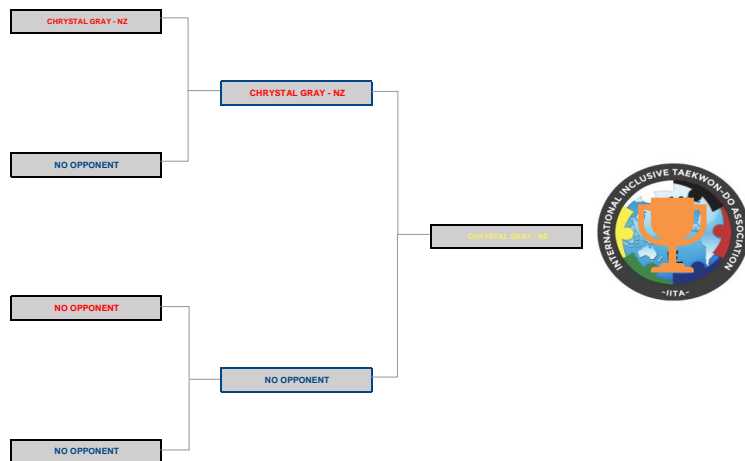 CHRYSTAL GRAY - NZ
CHRYSTAL GRAY - NZ
NO OPPONENT
CHRYSTAL GRAY - NZ
INTERNATIONAL INCLUSIVE TAEKWON-DO ASSOCIATION
-IITA-
NO OPPONENT
NO OPPONENT
NO OPPONENT